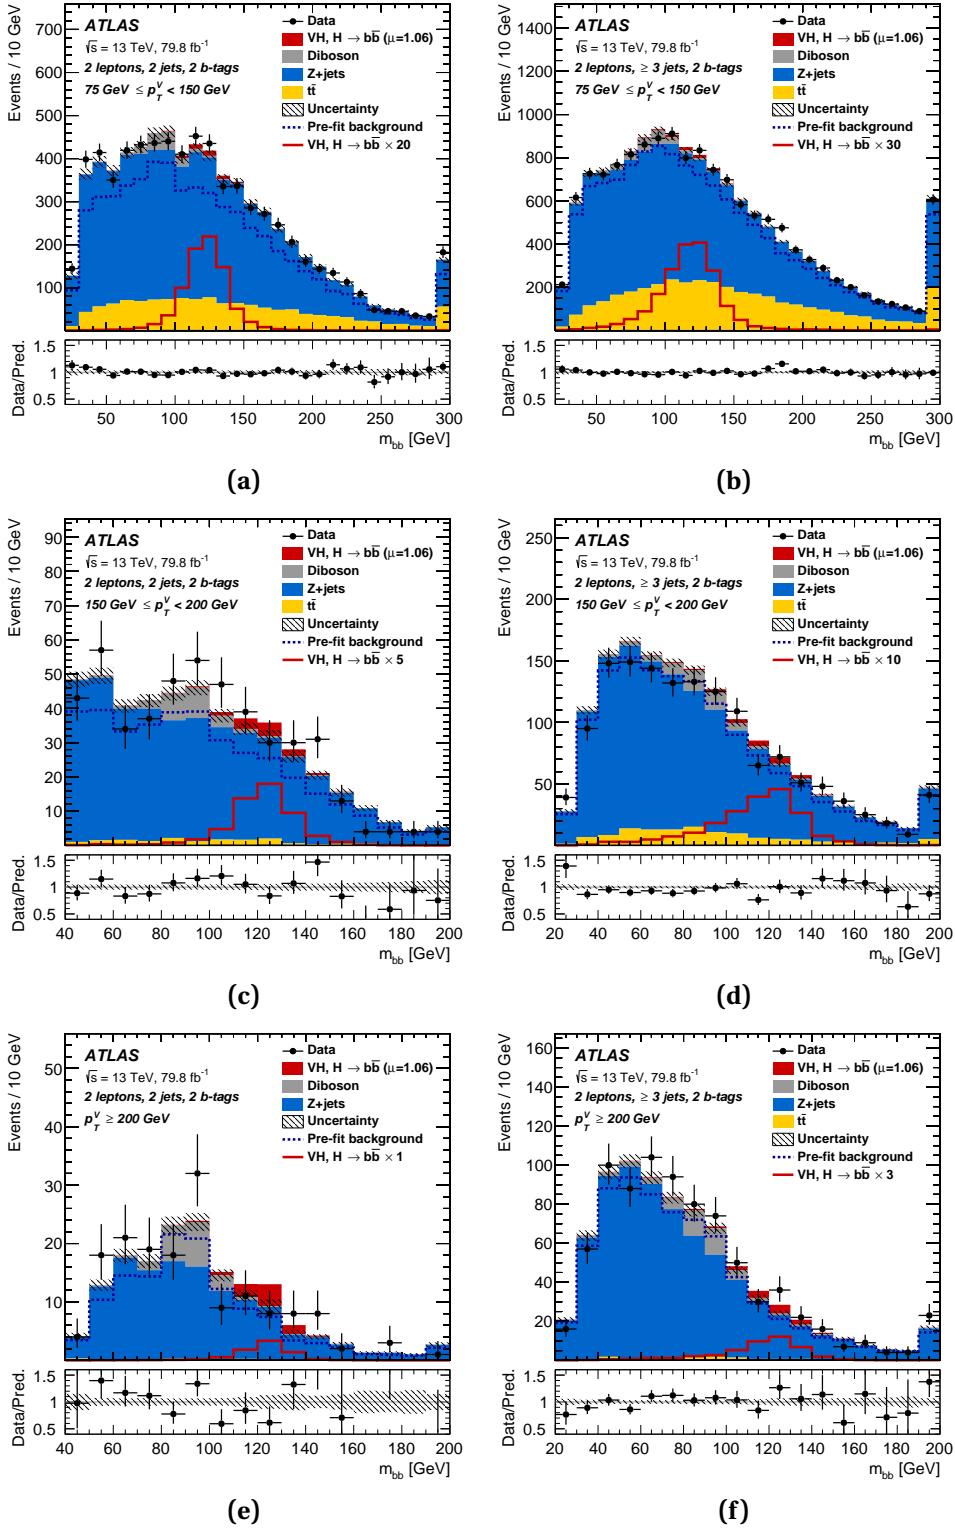 Events / 10 GeV
ATLAS
√s = 13 TeV, 79.8 fb⁻¹
2 leptons, 2 jets, 2 b-tags
75 GeV ≤ p_T^V < 150 GeV
Data
VH, H → bb̄ (μ=1.06)
Diboson
Z+jets
tt̄
Uncertainty
Pre-fit background
VH, H → bb̄ × 20
700
600
500
400
300
200
100
Data/Pred.
1.5
1
0.5
50 100 150 200 250 300
m_bb [GeV]
(a)
Events / 10 GeV
ATLAS
√s = 13 TeV, 79.8 fb⁻¹
2 leptons, ≥ 3 jets, 2 b-tags
75 GeV ≤ p_T^V < 150 GeV
Data
VH, H → bb̄ (μ=1.06)
Diboson
Z+jets
tt̄
Uncertainty
Pre-fit background
VH, H → bb̄ × 30
1400
1200
1000
800
600
400
200
Data/Pred.
1.5
1
0.5
50 100 150 200 250 300
m_bb [GeV]
(b)
Events / 10 GeV
ATLAS
√s = 13 TeV, 79.8 fb⁻¹
2 leptons, 2 jets, 2 b-tags
150 GeV ≤ p_T^V < 200 GeV
Data
VH, H → bb̄ (μ=1.06)
Diboson
Z+jets
tt̄
Uncertainty
Pre-fit background
VH, H → bb̄ × 5
90
80
70
60
50
40
30
20
10
Data/Pred.
1.5
1
0.5
40 60 80 100 120 140 160 180 200
m_bb [GeV]
(c)
Events / 10 GeV
ATLAS
√s = 13 TeV, 79.8 fb⁻¹
2 leptons, ≥ 3 jets, 2 b-tags
150 GeV ≤ p_T^V < 200 GeV
Data
VH, H → bb̄ (μ=1.06)
Diboson
Z+jets
tt̄
Uncertainty
Pre-fit background
VH, H → bb̄ × 10
250
200
150
100
50
Data/Pred.
1.5
1
0.5
20 40 60 80 100 120 140 160 180 200
m_bb [GeV]
(d)
Events / 10 GeV
ATLAS
√s = 13 TeV, 79.8 fb⁻¹
2 leptons, 2 jets, 2 b-tags
p_T^V ≥ 200 GeV
Data
VH, H → bb̄ (μ=1.06)
Diboson
Z+jets
Uncertainty
Pre-fit background
VH, H → bb̄ × 1
50
40
30
20
10
Data/Pred.
1.5
1
0.5
40 60 80 100 120 140 160 180 200
m_bb [GeV]
(e)
Events / 10 GeV
ATLAS
√s = 13 TeV, 79.8 fb⁻¹
2 leptons, ≥ 3 jets, 2 b-tags
p_T^V ≥ 200 GeV
Data
VH, H → bb̄ (μ=1.06)
Diboson
Z+jets
tt̄
Uncertainty
Pre-fit background
VH, H → bb̄ × 3
160
140
120
100
80
60
40
20
Data/Pred.
1.5
1
0.5
20 40 60 80 100 120 140 160 180 200
m_bb [GeV]
(f)